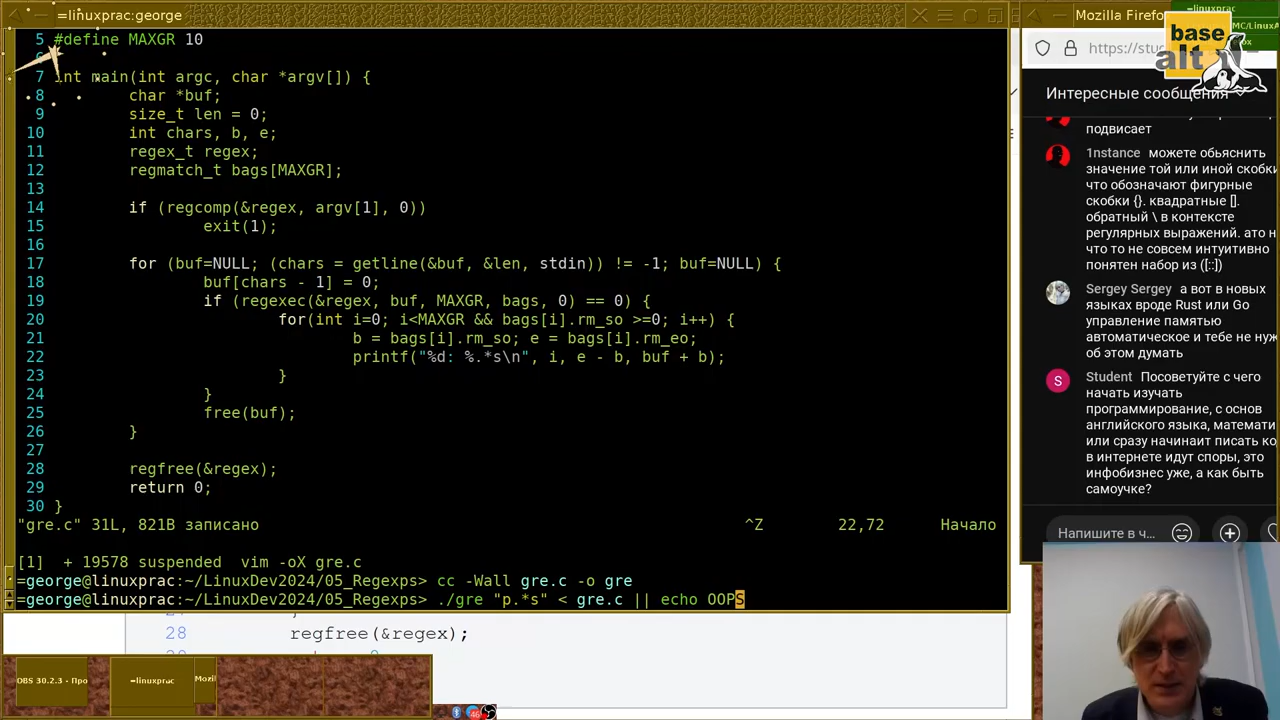 =linuxprac:george
5 #define MAXGR 10
6
7 int main(int argc, char *argv[]) {
8 char *buf;
9 size_t len = 0;
10 int chars, b, e;
11 regex_t regex;
12 regmatch_t bags[MAXGR];
13
14 if (regcomp(&regex, argv[1], 0))
15 exit(1);
16
17 for (buf=NULL; (chars = getline(&buf, &len, stdin)) != -1; buf=NULL) {
18 buf[chars - 1] = 0;
19 if (regexec(&regex, buf, MAXGR, bags, 0) == 0) {
20 for(int i=0; i<MAXGR && bags[i].rm_so >=0; i++) {
21 b = bags[i].rm_so; e = bags[i].rm_eo;
22 printf("%d: %.*s\n", i, e - b, buf + b);
23 }
24 }
25 free(buf);
26 }
27
28 regfree(&regex);
29 return 0;
30 }
"gre.c" 31L, 821B записано ^Z 22,72 Начало
[1] + 19578 suspended vim -oX gre.c
=george@linuxprac:~/LinuxDev2024/05_Regexps> cc -Wall gre.c -o gre
=george@linuxprac:~/LinuxDev2024/05_Regexps> ./gre "p.*s" < gre.c || echo OOPS
28 regfree(&regex);
OBS 30.2.3 - Про
=linuxprac
Mozil
46
Mozilla Firefo
=linuxprac
base
alt
https://stu
Интересные сообщения
подвисает
1nstance можете обьяснить
значение той или иной скобки
что обозначают фигурные
скобки {}. квадратные [].
обратный \ в контексте
регулярных выражений. ато н
что то не совсем интуитивно
понятен набор из ([::])
Sergey Sergey а вот в новых
языках вроде Rust или Go
управление памятью
автоматическое и тебе не нуж
об этом думать
Student Посоветуйте с чего
начать изучать
программирование, с основ
английского языка, математи
или сразу начинаит писать ко
в интернете идут споры, это
инфобизнес уже, а как быть
самоучке?
Напишите в ч...